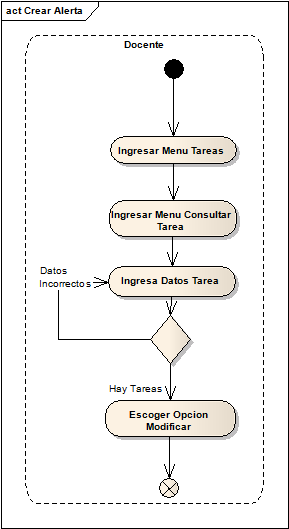 act Crear Alerta
Docente
Ingresar Menu Tareas
Ingresar Menu Consultar
Tarea
Datos
Incorrectos
Ingresa Datos Tarea
Hay Tareas
Escoger Opcion
Modificar